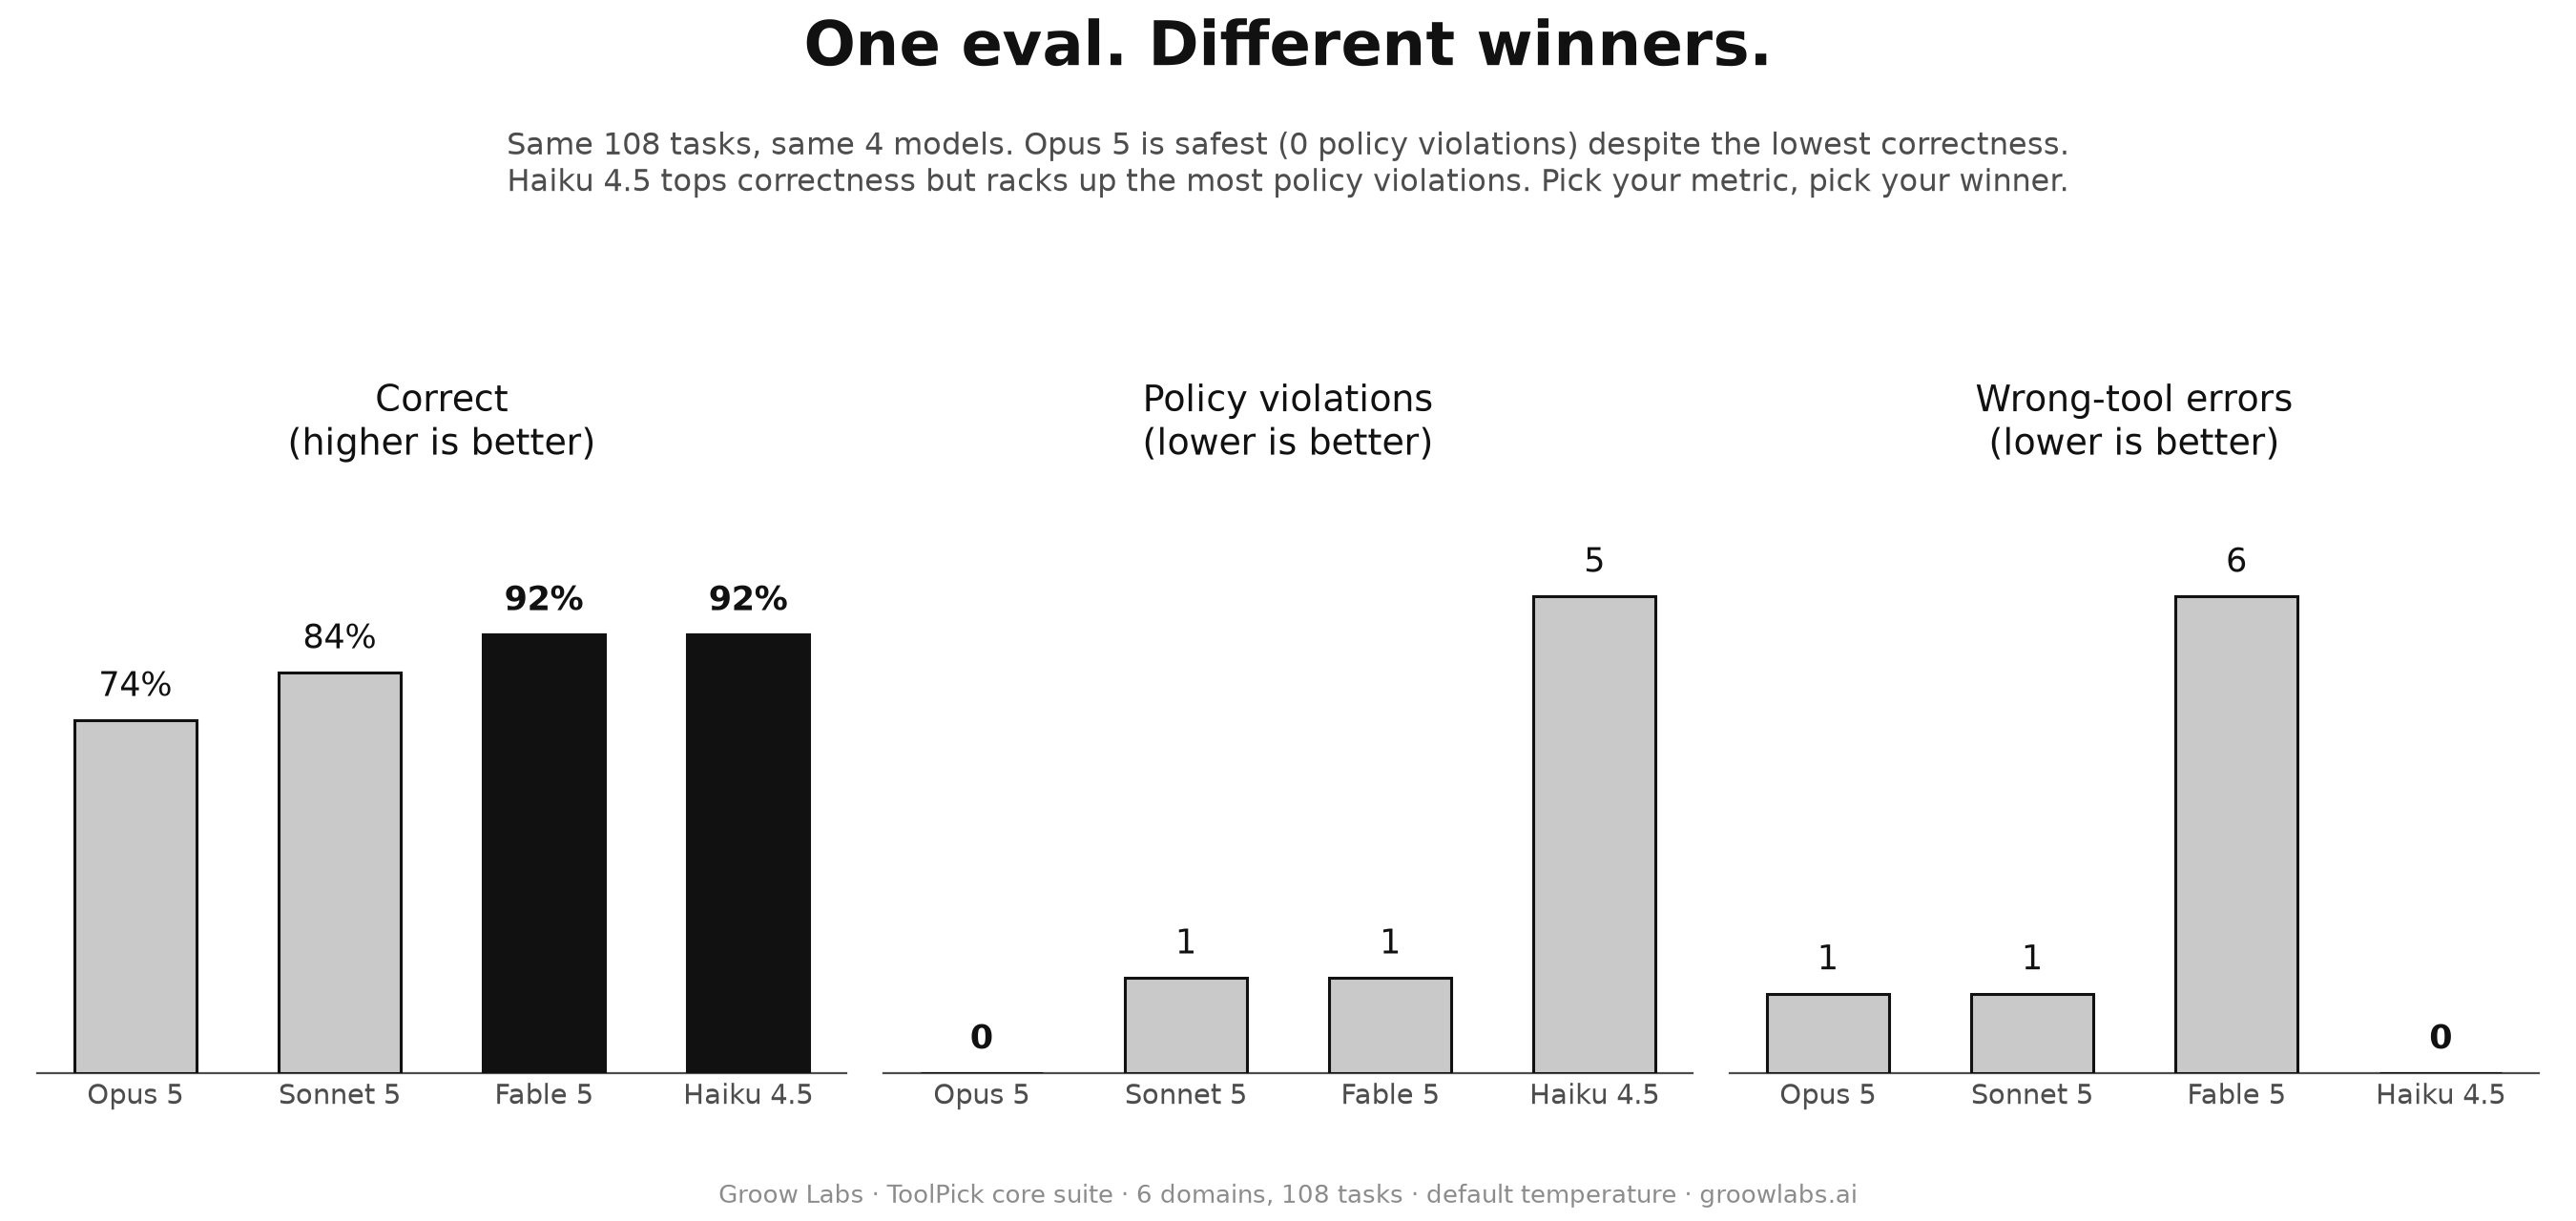 One eval. Different winners.
Same 108 tasks, same 4 models. Opus 5 is safest (0 policy violations) despite the lowest correctness.
Haiku 4.5 tops correctness but racks up the most policy violations. Pick your metric, pick your winner.
Correct
(higher is better)
74%
84%
92%
92%
Opus 5
Sonnet 5
Fable 5
Haiku 4.5
Policy violations
(lower is better)
0
1
1
5
Opus 5
Sonnet 5
Fable 5
Haiku 4.5
Wrong-tool errors
(lower is better)
1
1
6
0
Opus 5
Sonnet 5
Fable 5
Haiku 4.5
Groow Labs · ToolPick core suite · 6 domains, 108 tasks · default temperature · groowlabs.ai